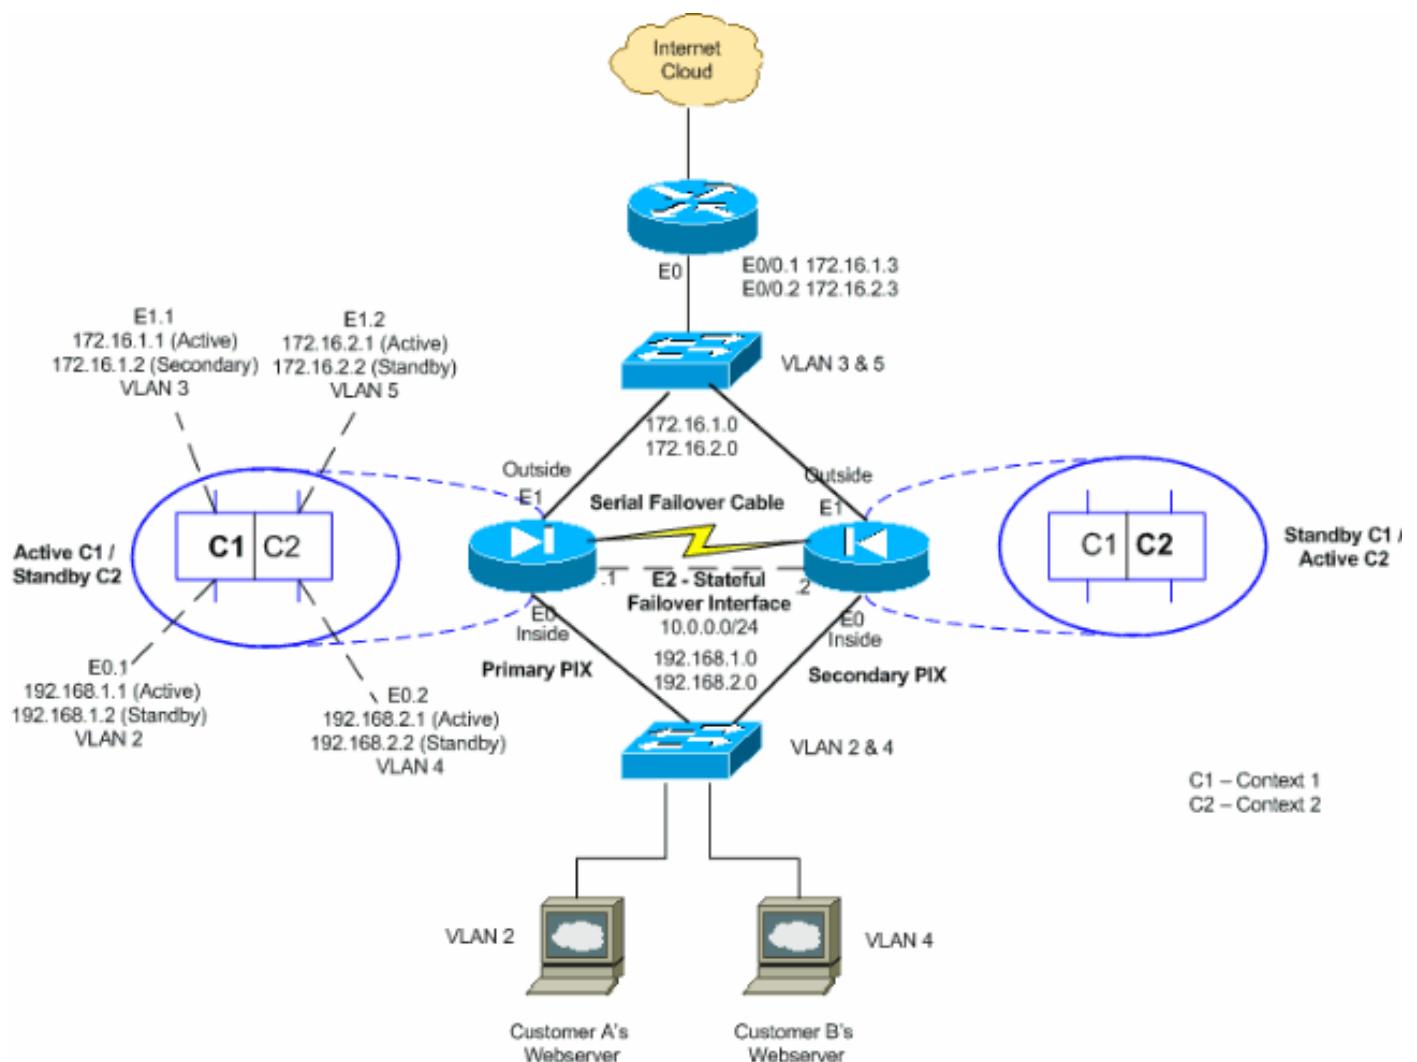 Internet
Cloud
E0
E0/0.1 172.16.1.3
E0/0.2 172.16.2.3
E1.1
172.16.1.1 (Active)
172.16.1.2 (Secondary)
VLAN 3
E1.2
172.16.2.1 (Active)
172.16.2.2 (Standby)
VLAN 5
VLAN 3 & 5
172.16.1.0
172.16.2.0
Outside
E1
Outside
E1
Serial Failover Cable
Active C1 /
Standby C2
C1
C2
C1
C2
Standby C1 /
Active C2
.1
.2
E2 - Stateful
Failover Interface
10.0.0.0/24
E0
Inside
E0
Inside
192.168.1.0
192.168.2.0
Primary PIX
Secondary PIX
E0.1
192.168.1.1 (Active)
192.168.1.2 (Standby)
VLAN 2
E0.2
192.168.2.1 (Active)
192.168.2.2 (Standby)
VLAN 4
VLAN 2 & 4
C1 – Context 1
C2 – Context 2
VLAN 2
VLAN 4
Customer A's
Webserver
Customer B's
Webserver